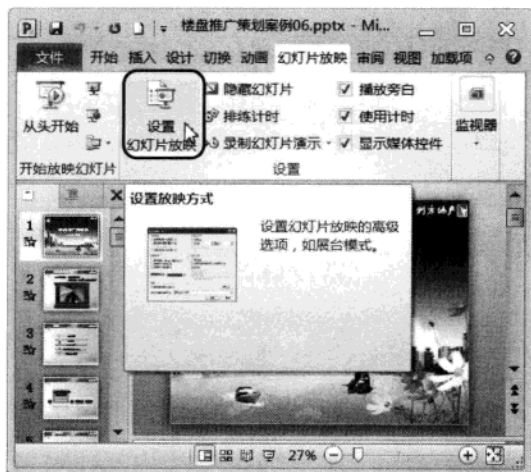 楼盘推广策划案例06.pptx - Mi...
文件 开始 插入 设计 切换 动画 幻灯片放映 审阅 视图 加载项
从头开始
设置
幻灯片放映
隐藏幻灯片
排练计时
录制幻灯片演示
播放旁白
使用计时
显示媒体控件
监视器
开始放映幻灯片
设置
设置放映方式
设置幻灯片放映的高级
选项，如展台模式。
1
2
3
4
5
27%